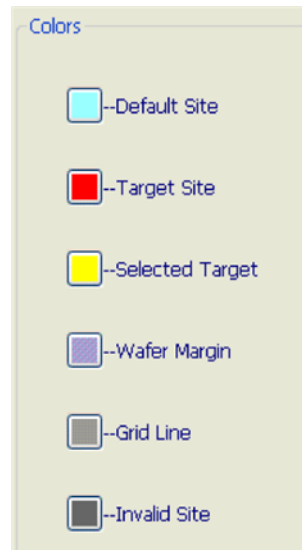 Colors
--Default Site
--Target Site
--Selected Target
--Wafer Margin
--Grid Line
--Invalid Site